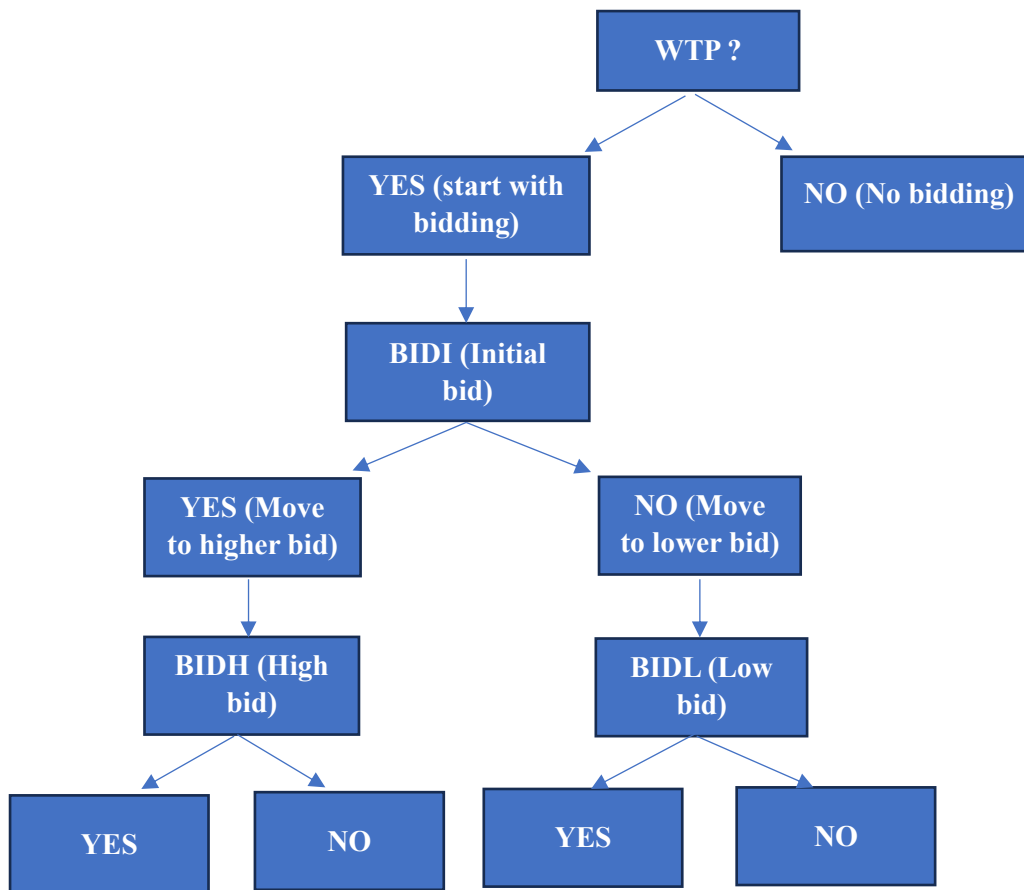 WTP ?
YES (start with
bidding)
NO (No bidding)
BIDI (Initial
bid)
YES (Move
to higher bid)
NO (Move
to lower bid)
BIDH (High
bid)
BIDL (Low
bid)
YES
NO
YES
NO